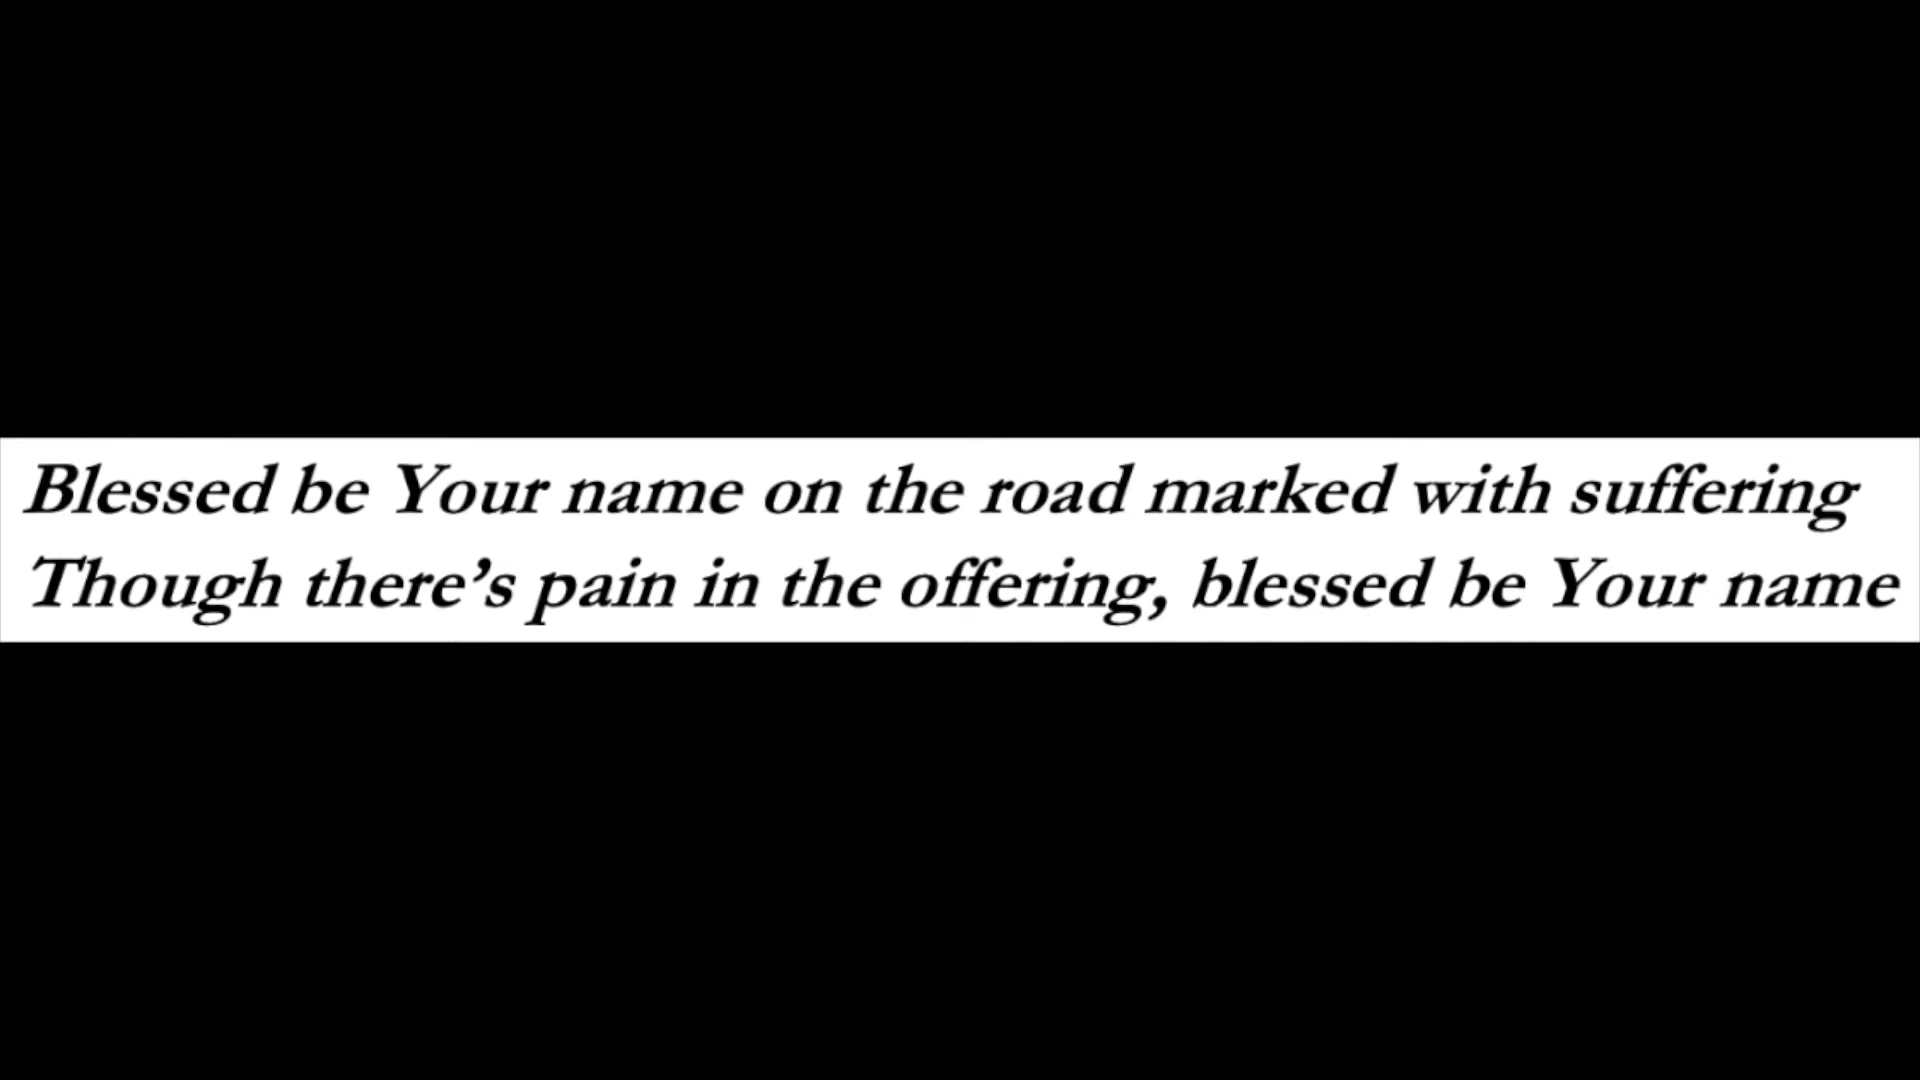 Blessed be Your name on the road marked with suffering
Though there’s pain in the offering, blessed be Your name